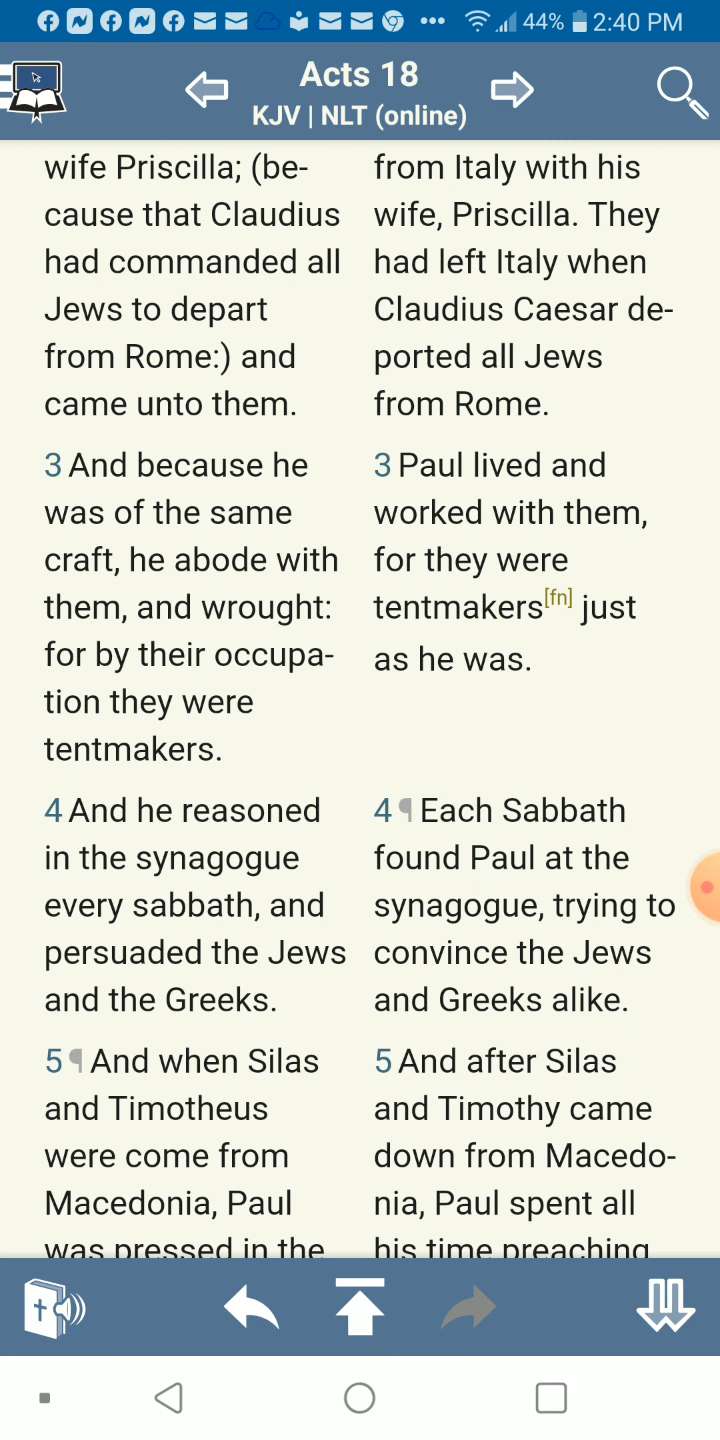 44% 2:40 PM
Acts 18
KJV | NLT (online)
wife Priscilla; (be-
cause that Claudius
had commanded all
Jews to depart
from Rome:) and
came unto them.
3 And because he
was of the same
craft, he abode with
them, and wrought:
for by their occupa-
tion they were
tentmakers.
4 And he reasoned
in the synagogue
every sabbath, and
persuaded the Jews
and the Greeks.
5 ¶ And when Silas
and Timotheus
were come from
Macedonia, Paul
was pressed in the
from Italy with his
wife, Priscilla. They
had left Italy when
Claudius Caesar de-
ported all Jews
from Rome.
3 Paul lived and
worked with them,
for they were
tentmakers[fn] just
as he was.
4 ¶ Each Sabbath
found Paul at the
synagogue, trying to
convince the Jews
and Greeks alike.
5 And after Silas
and Timothy came
down from Macedo-
nia, Paul spent all
his time preaching